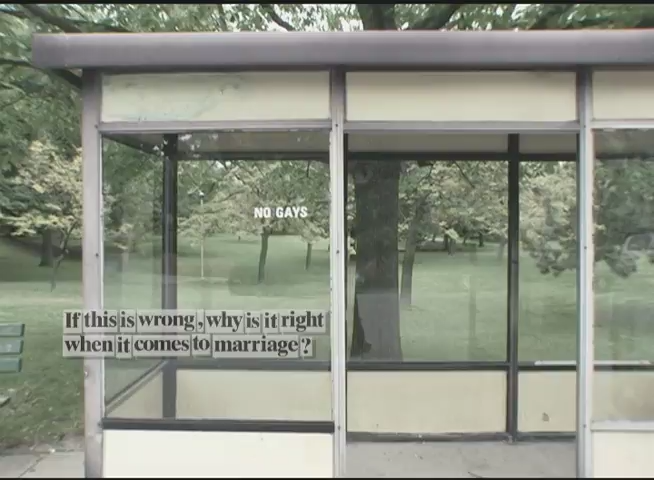 NO GAYS
If this is wrong, why is it right
when it comes to marriage?